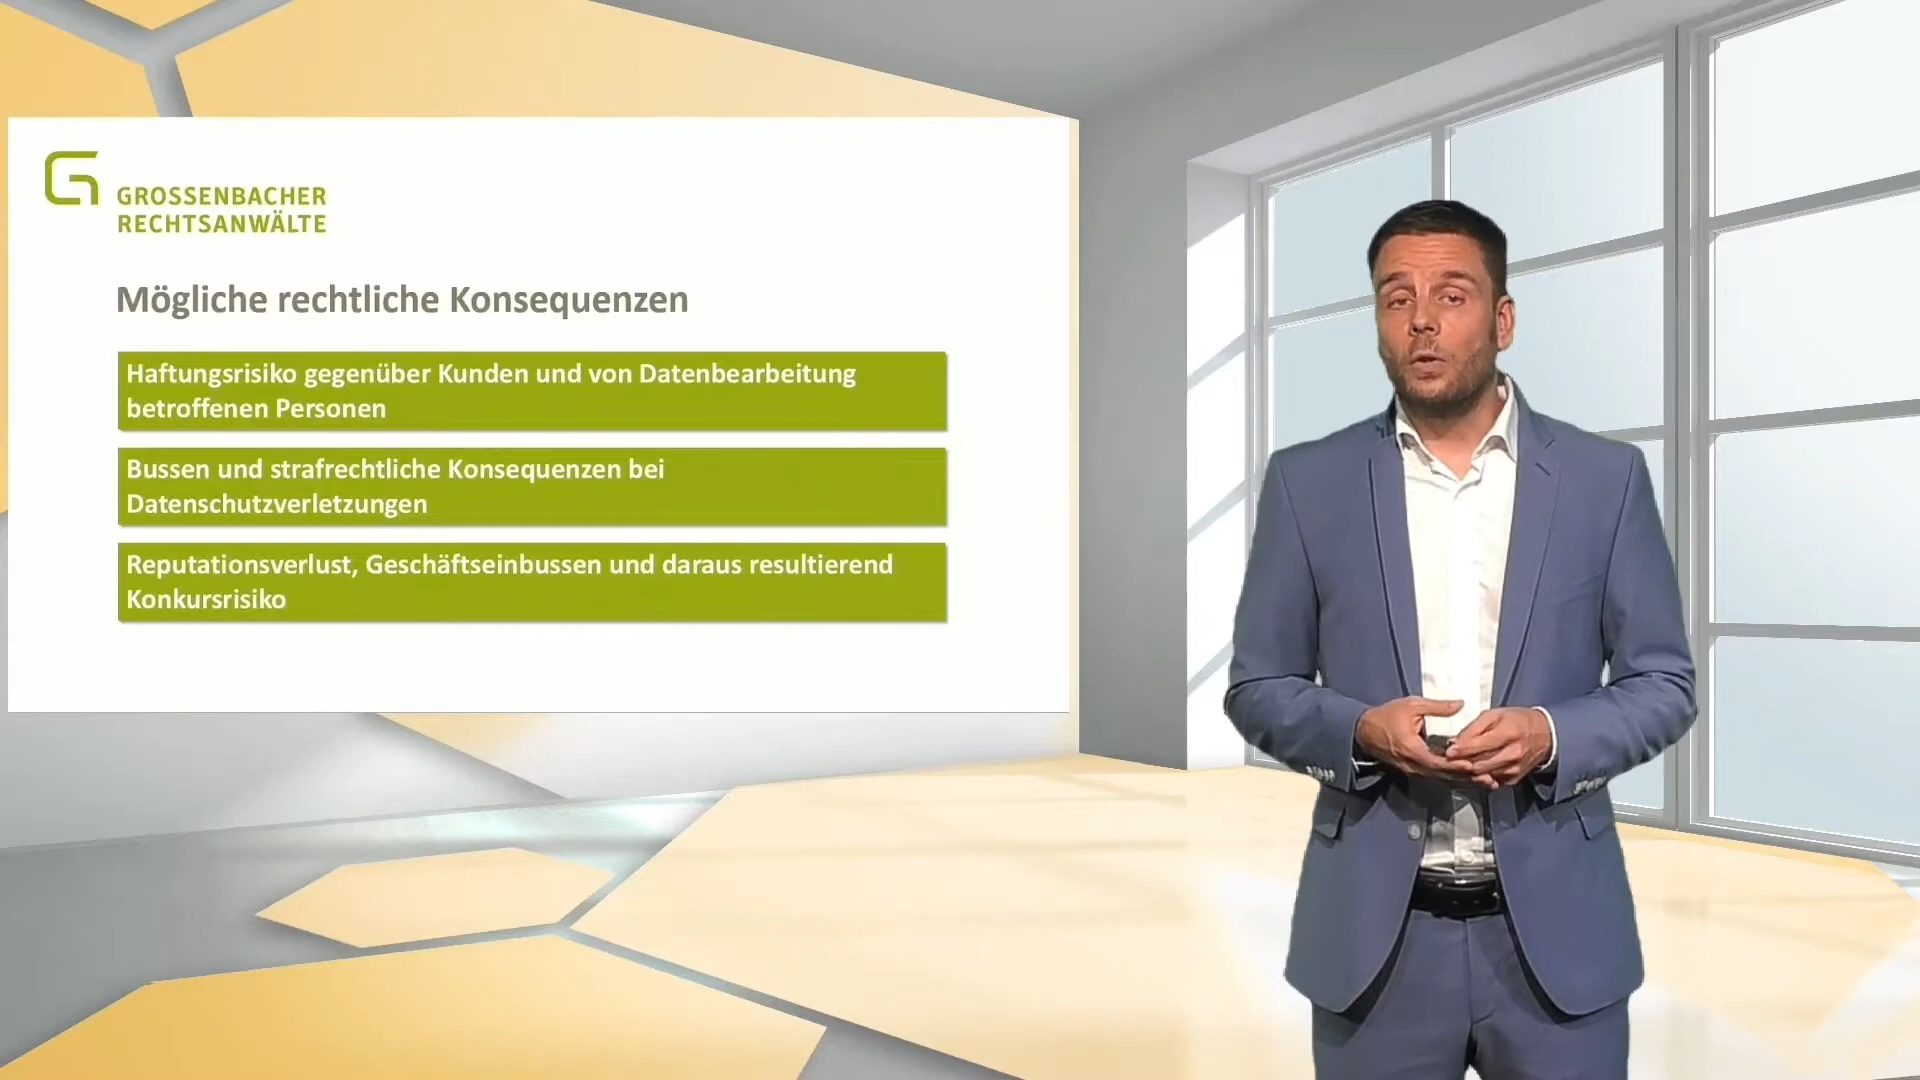 GROSSENBACHER
RECHTSANWÄLTE
Mögliche rechtliche Konsequenzen
Haftungsrisiko gegenüber Kunden und von Datenbearbeitung
betroffenen Personen
Bussen und strafrechtliche Konsequenzen bei
Datenschutzverletzungen
Reputationsverlust, Geschäftseinbussen und daraus resultierend
Konkursrisiko